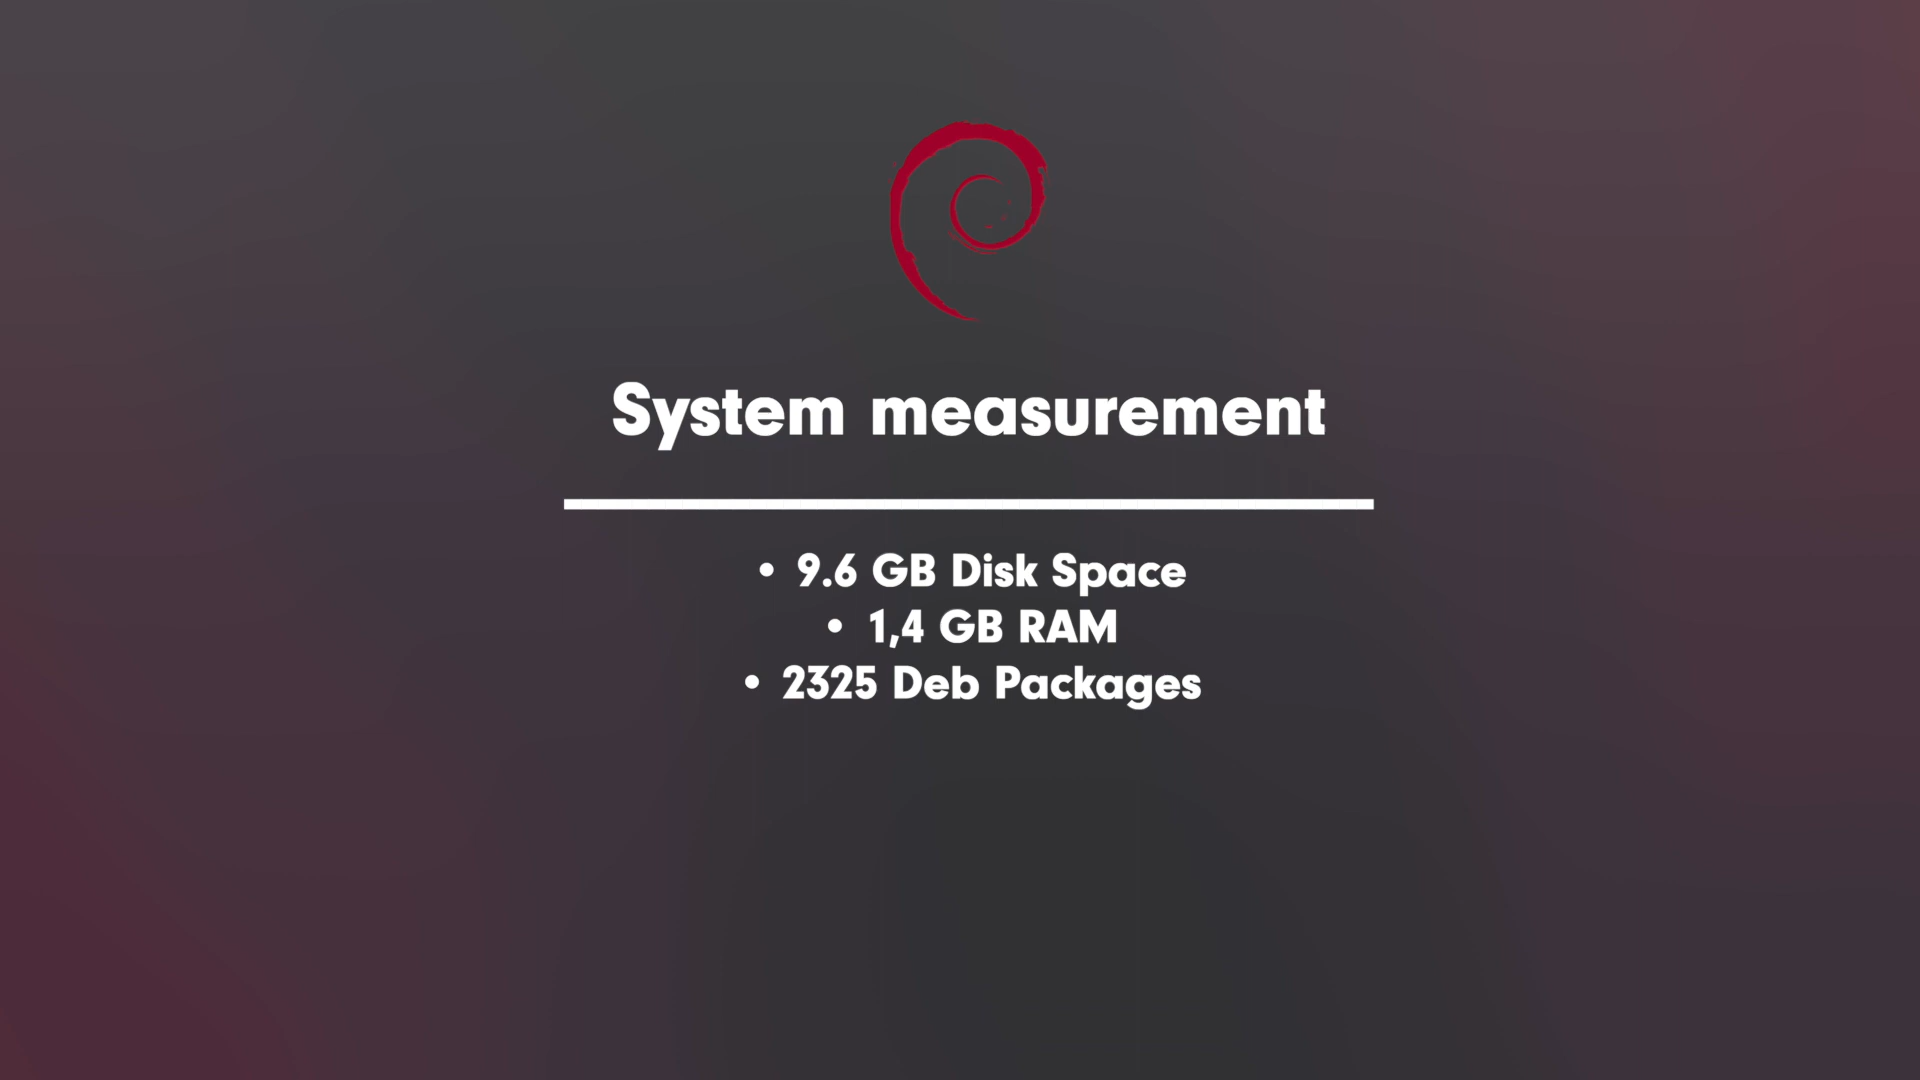 System measurement
• 9.6 GB Disk Space
• 1,4 GB RAM
• 2325 Deb Packages